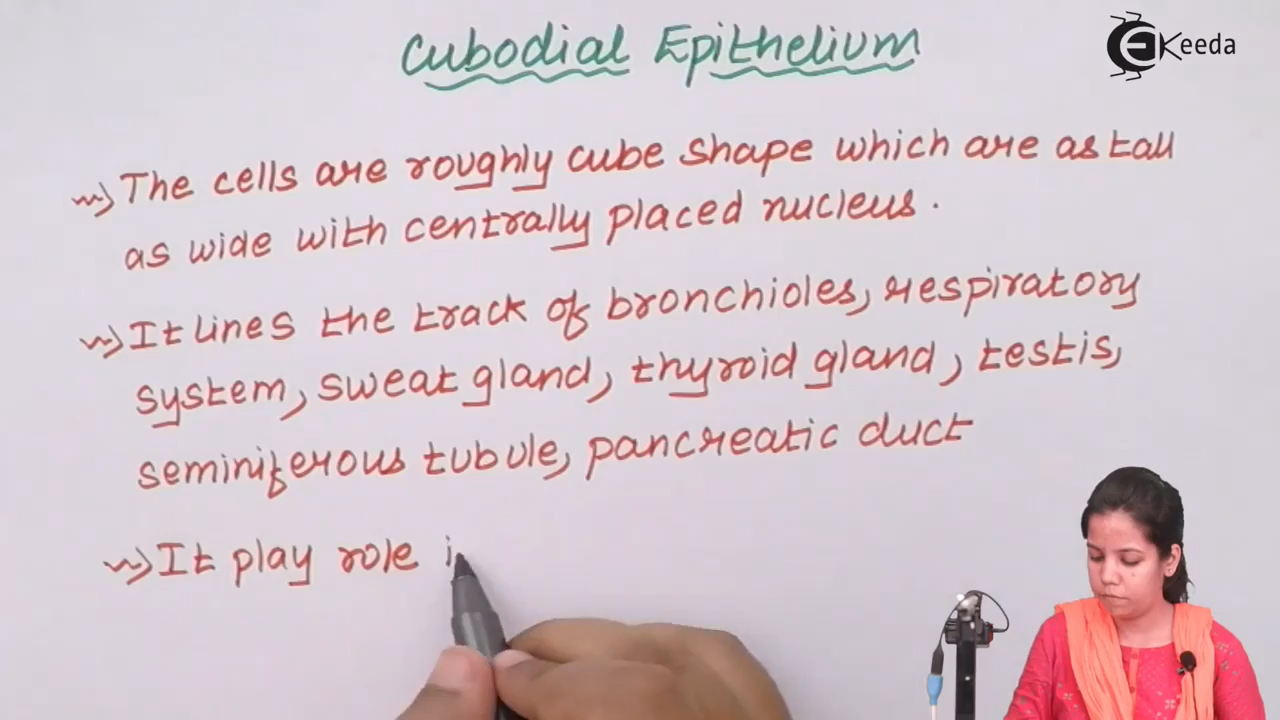 Cubodial Epithelium
EKeeda
The cells are roughly cube shape which are as tall
as wide with centrally placed nucleus.
It lines the track of bronchioles, respiratory
system, sweat gland, thyroid gland, testis,
seminiferous tubule, pancreatic duct
It play role i